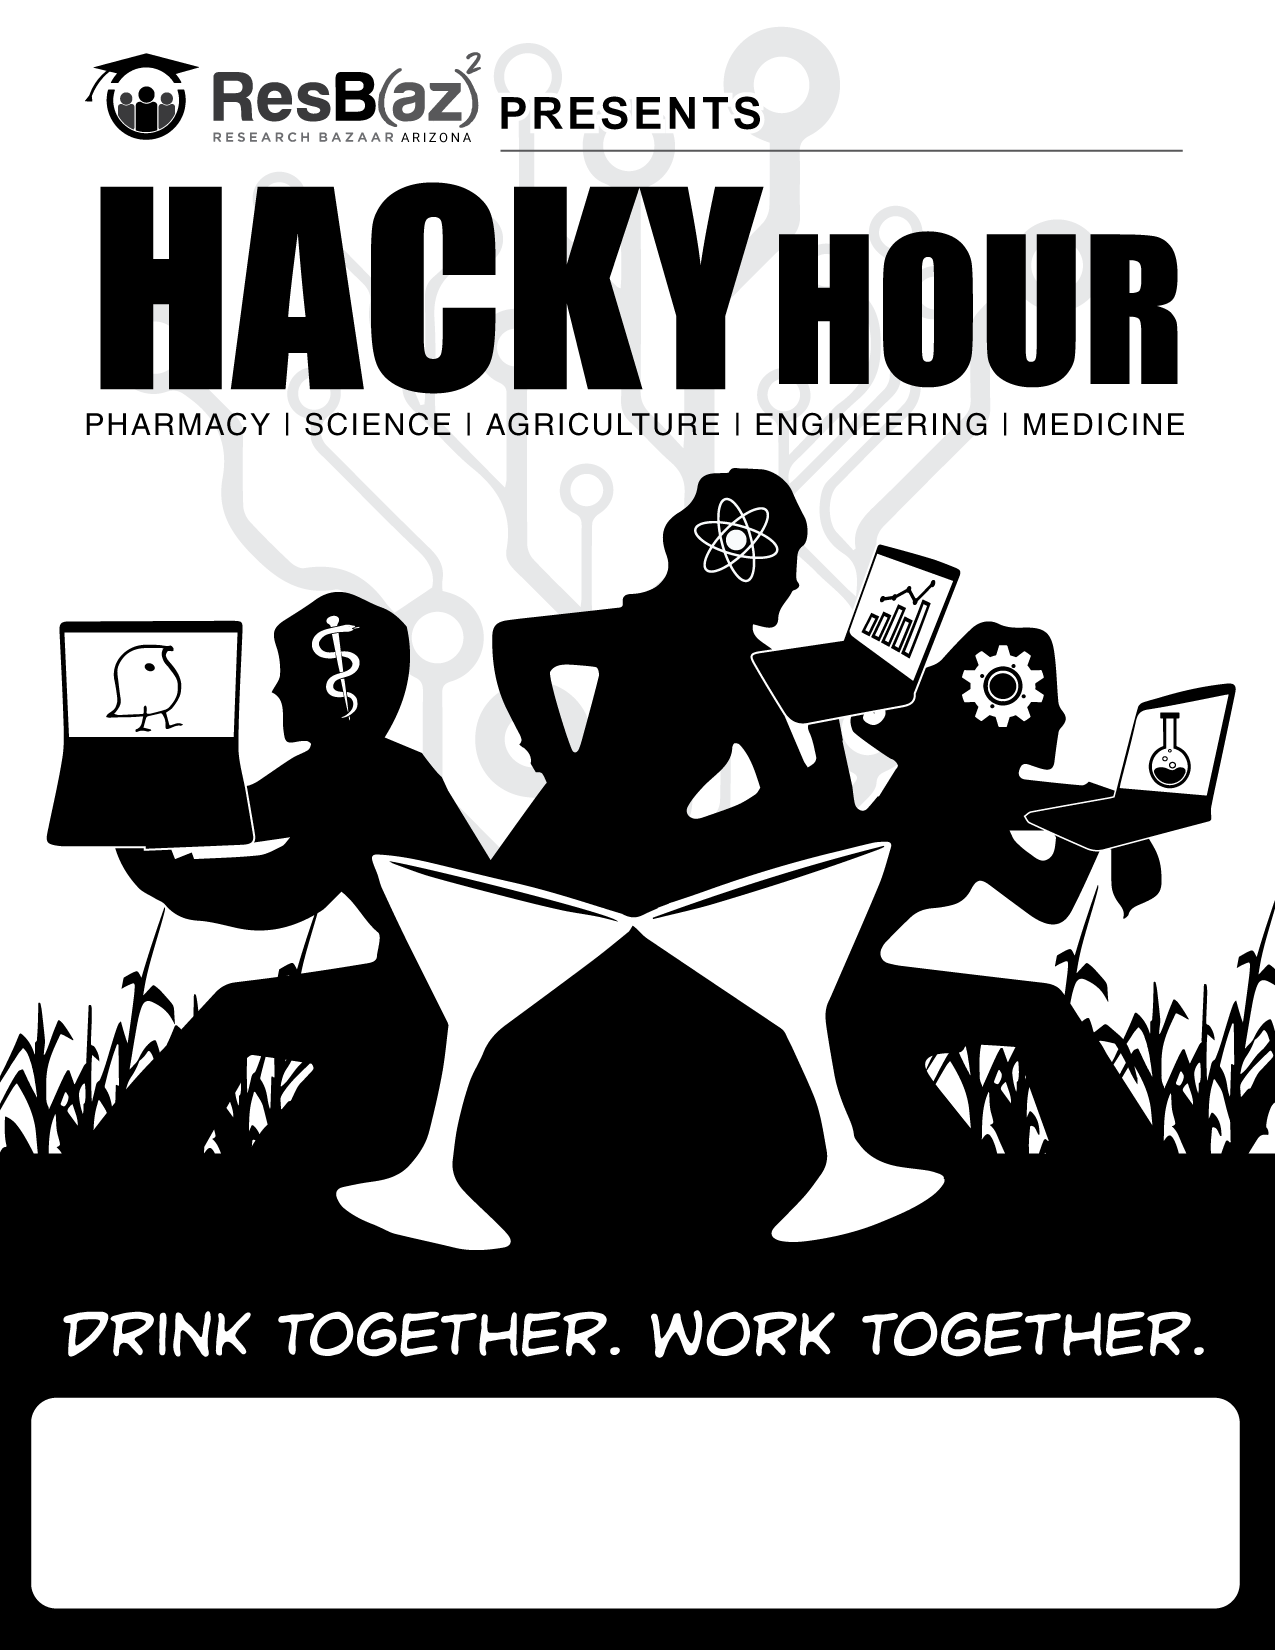 ResB(az)² PRESENTS
RESEARCH BAZAAR ARIZONA
HACKY HOUR
PHARMACY | SCIENCE | AGRICULTURE | ENGINEERING | MEDICINE
DRINK TOGETHER. WORK TOGETHER.